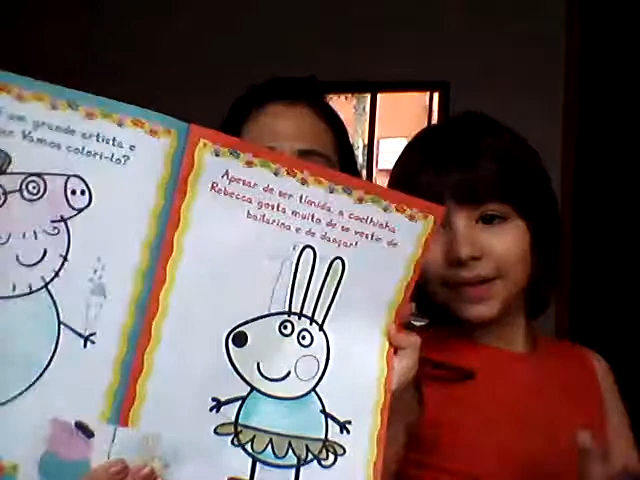 um grande artista e
Vamos colori-lo?
Apesar de ser tímida, a coelhinha
Rebecca gosta muito de se vestir de
bailarina e de dançar!